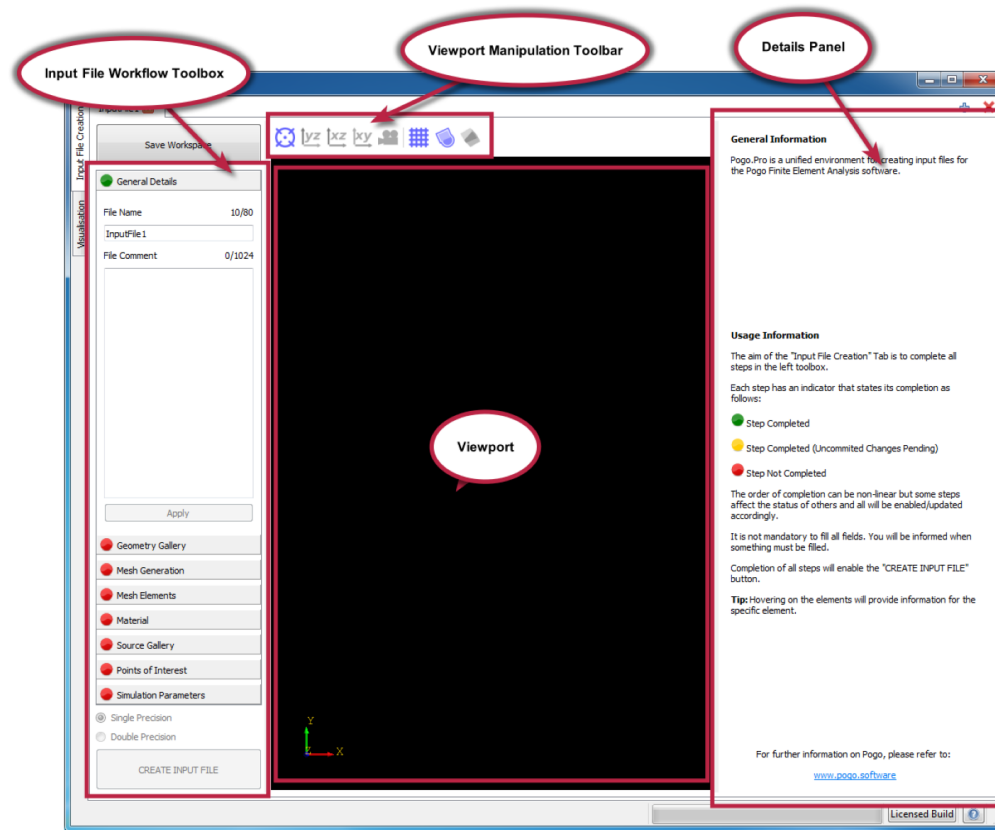 Input File Workflow Toolbox
Viewport Manipulation Toolbar
Details Panel
Input File Creation
Visualisation
Save Workspace
yz
xz
xy
General Details
File Name 10/80
InputFile1
File Comment 0/1024
Apply
Geometry Gallery
Mesh Generation
Mesh Elements
Material
Source Gallery
Points of Interest
Simulation Parameters
Single Precision
Double Precision
CREATE INPUT FILE
Viewport
Y
Z
X
General Information
Pogo.Pro is a unified environment for creating input files for
the Pogo Finite Element Analysis software.
Usage Information
The aim of the "Input File Creation" Tab is to complete all
steps in the left toolbox.
Each step has an indicator that states its completion as
follows:
Step Completed
Step Completed (Uncommited Changes Pending)
Step Not Completed
The order of completion can be non-linear but some steps
affect the status of others and all will be enabled/updated
accordingly.
It is not mandatory to fill all fields. You will be informed when
something must be filled.
Completion of all steps will enable the "CREATE INPUT FILE"
button.
Tip: Hovering on the elements will provide information for the
specific element.
For further information on Pogo, please refer to:
www.pogo.software
Licensed Build